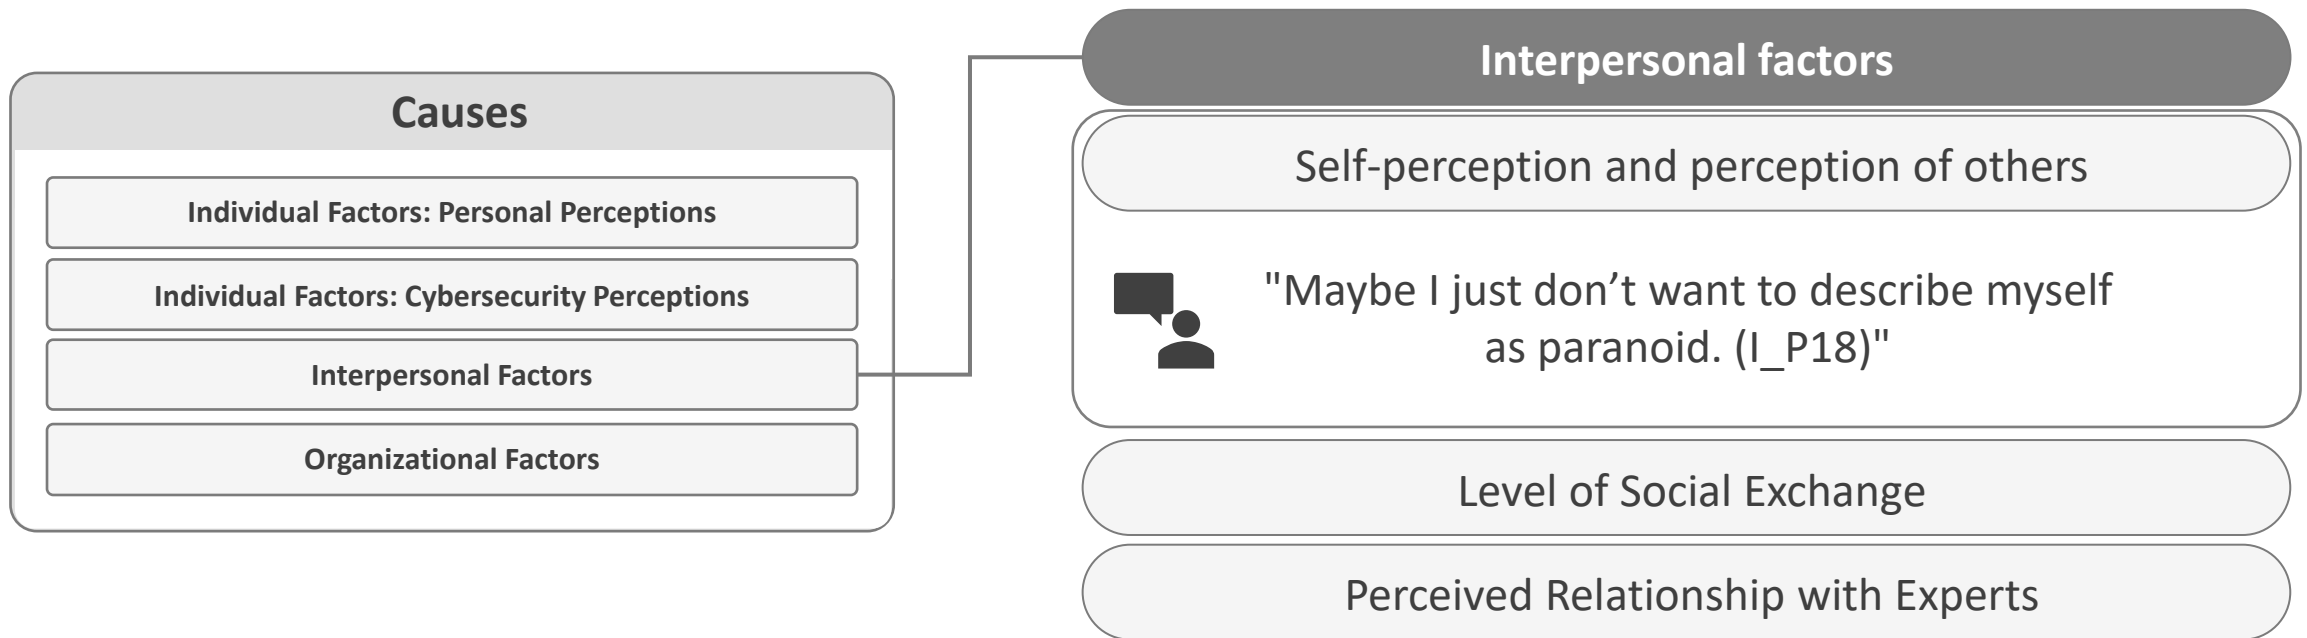 Causes
Individual Factors: Personal Perceptions
Individual Factors: Cybersecurity Perceptions
Interpersonal Factors
Organizational Factors
Interpersonal factors
Self-perception and perception of others
"Maybe I just don’t want to describe myself
as paranoid. (I_P18)"
Level of Social Exchange
Perceived Relationship with Experts